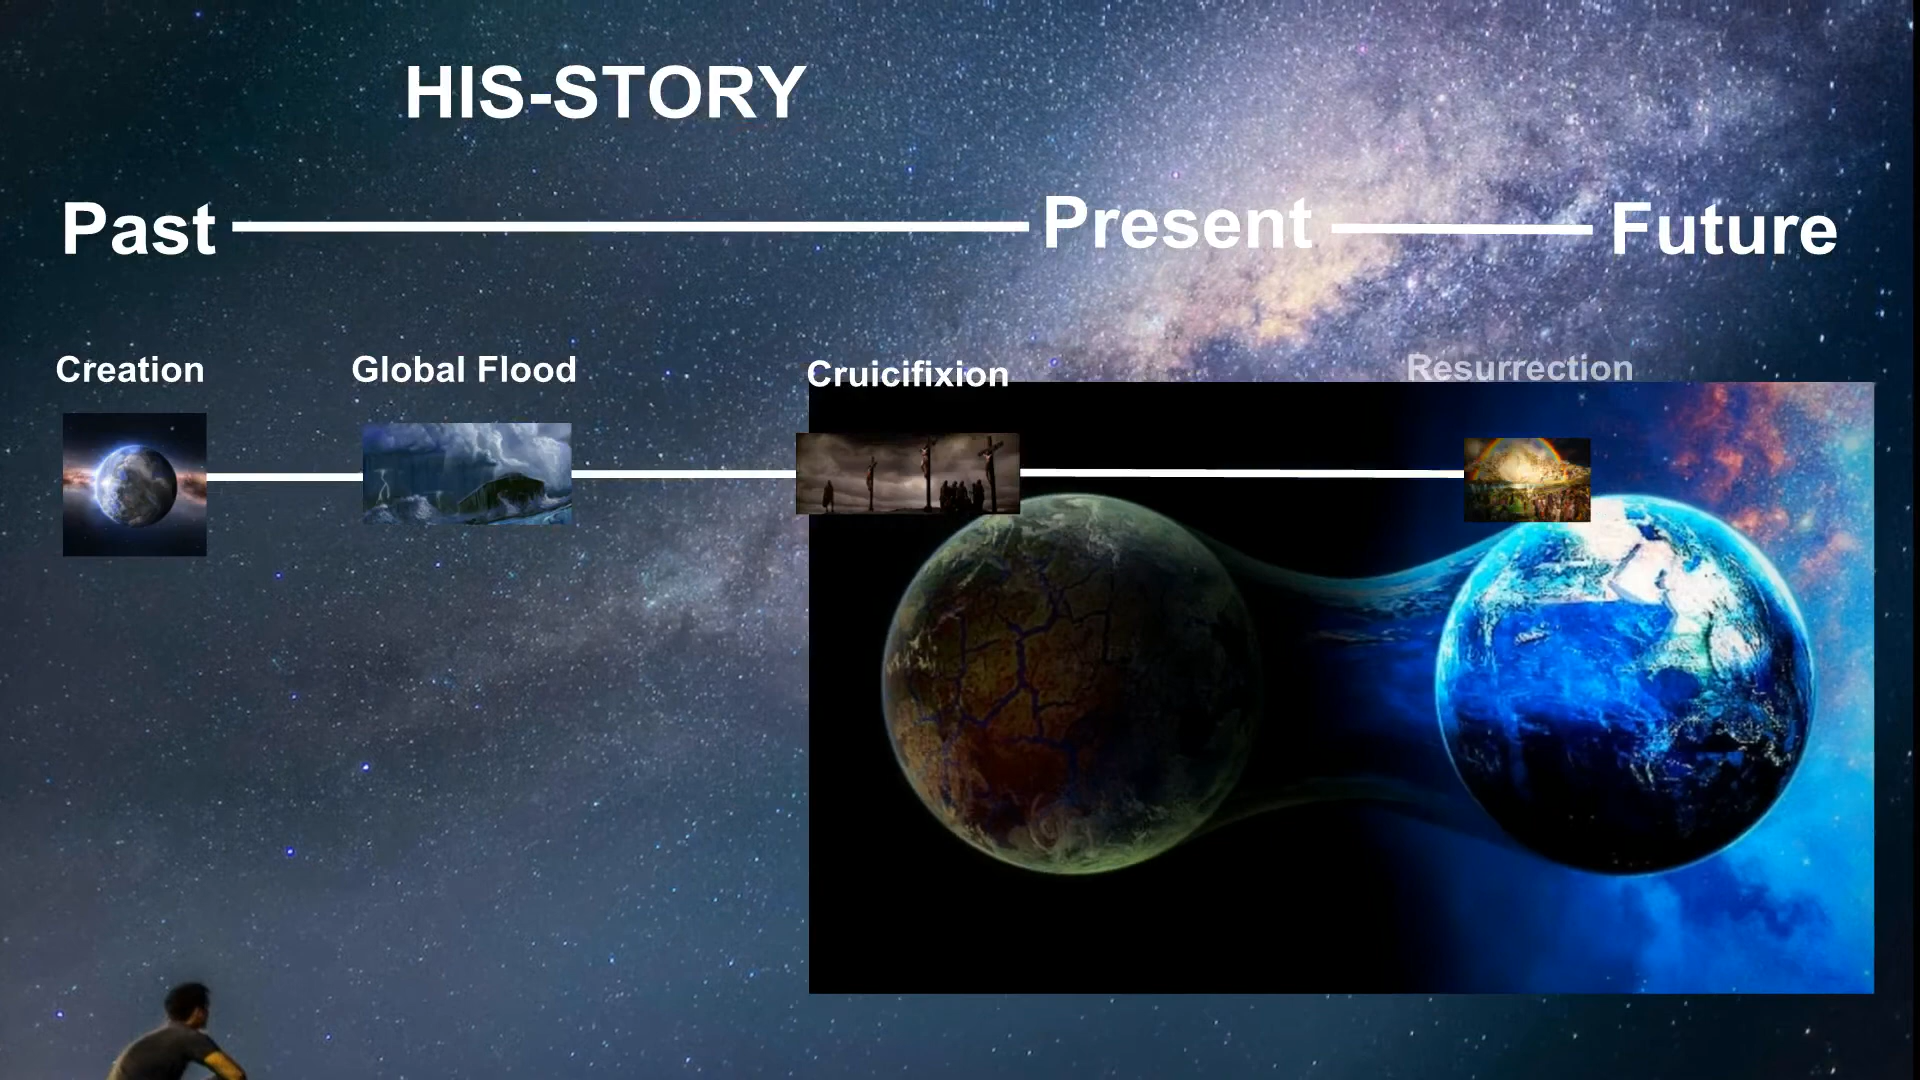 HIS-STORY
Past Present Future
Creation Global Flood Cruicifixion Resurrection